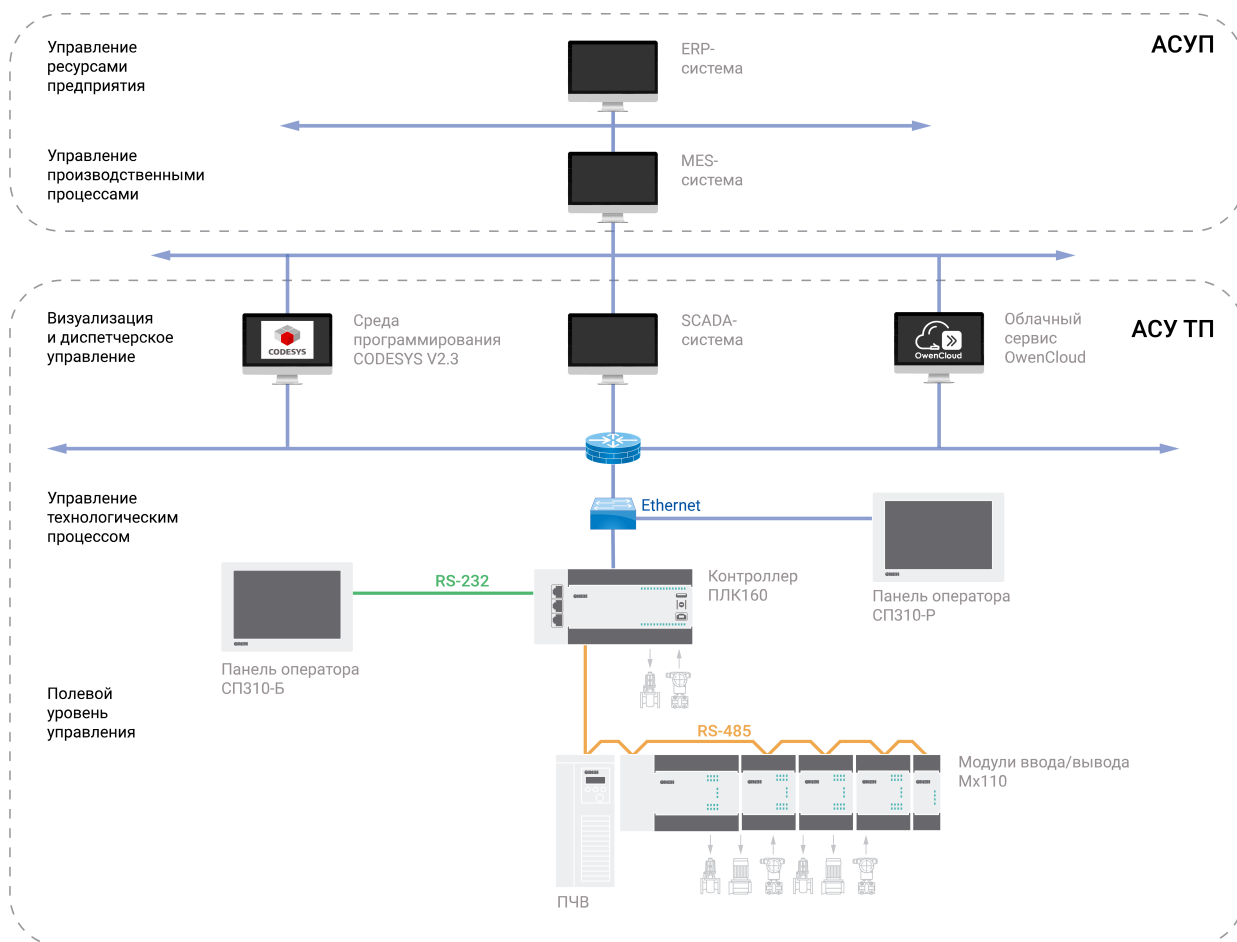 Управление
ресурсами
предприятия
ERP-
система
АСУП
Управление
производственными
процессами
MES-
система
Визуализация
и диспетчерское
управление
CODESYS
Среда
программирования
CODESYS V2.3
SCADA-
система
OwenCloud
Облачный
сервис
OwenCloud
АСУ ТП
Управление
технологическим
процессом
Ethernet
RS-232
Контроллер
ПЛК160
Панель оператора
СП310-Р
Панель оператора
СП310-Б
Полевой
уровень
управления
RS-485
Модули ввода/вывода
Мх110
ПЧВ